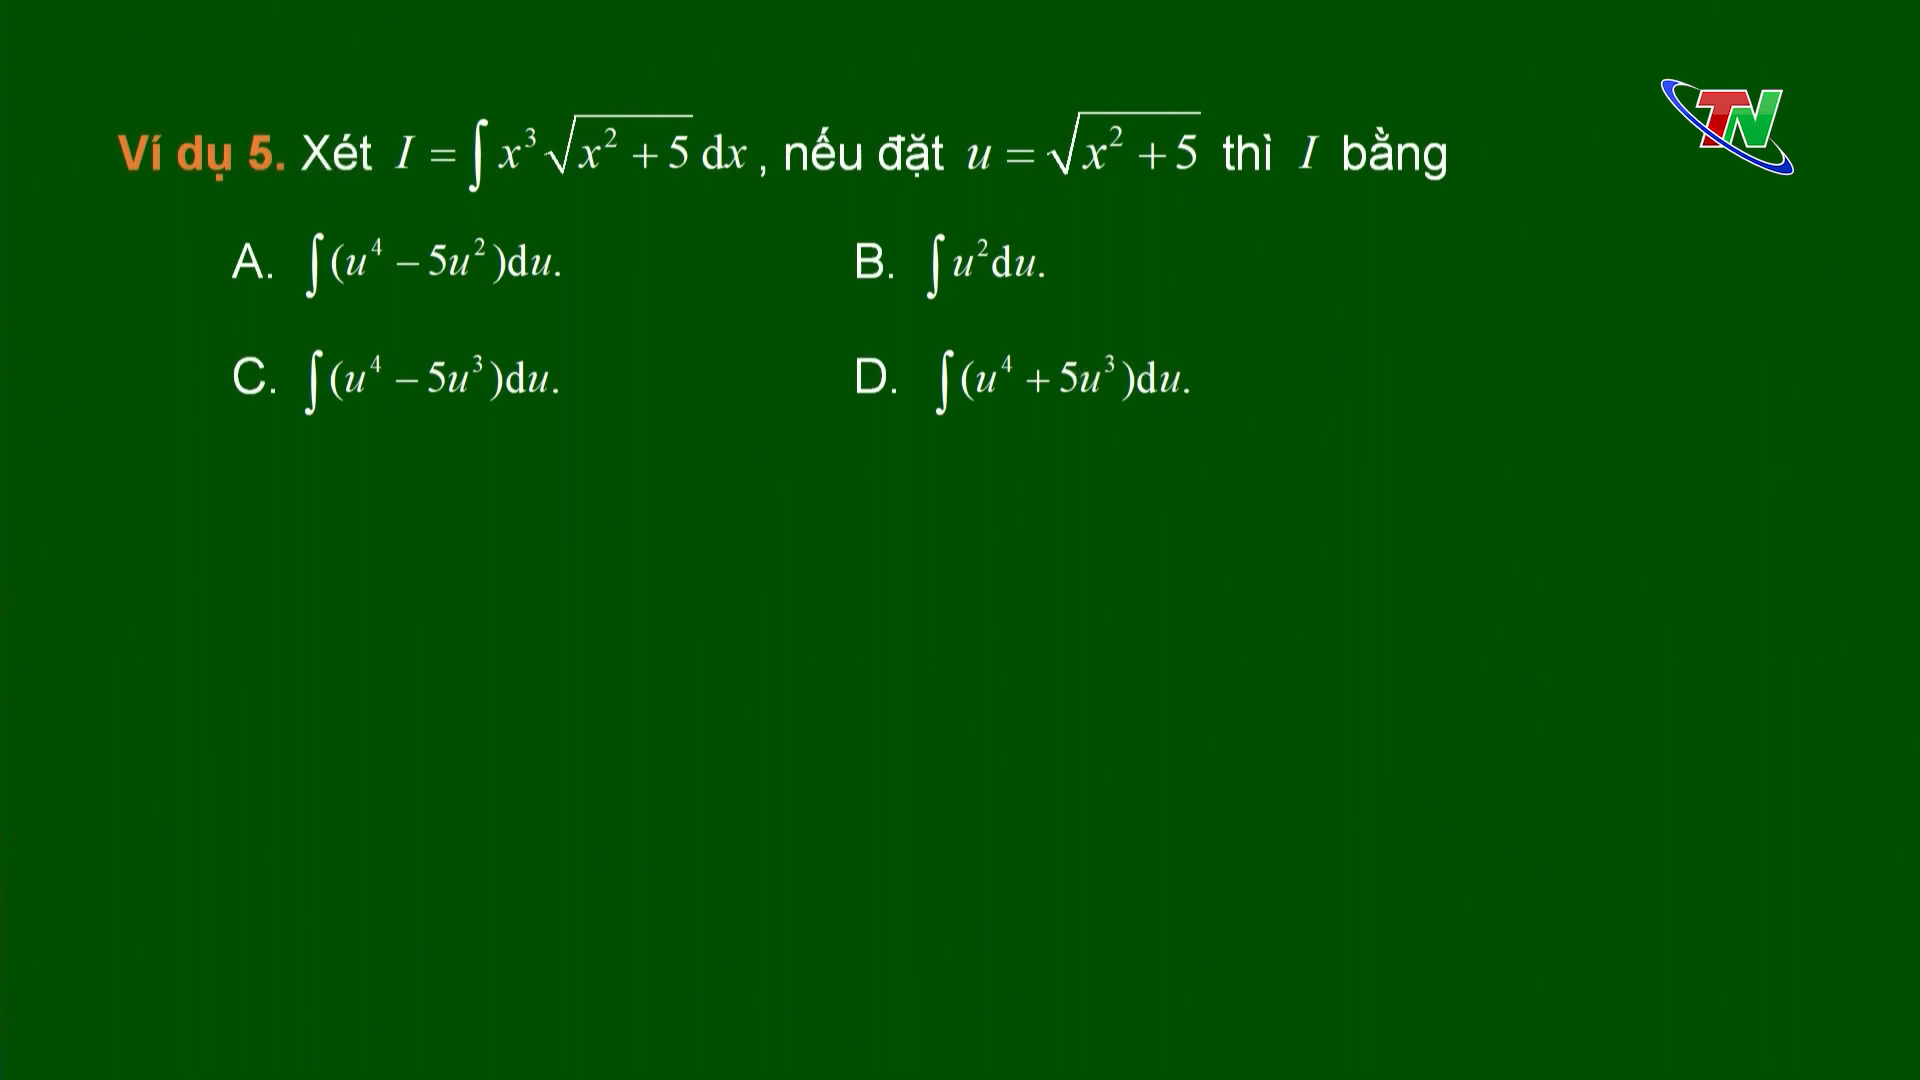 Ví dụ 5. Xét I = ∫ x³ √(x² + 5) dx , nếu đặt u = √(x² + 5) thì I bằng
A. ∫(u⁴ – 5u²)du. B. ∫u²du.
C. ∫(u⁴ – 5u³)du. D. ∫(u⁴ + 5u³)du.
TN